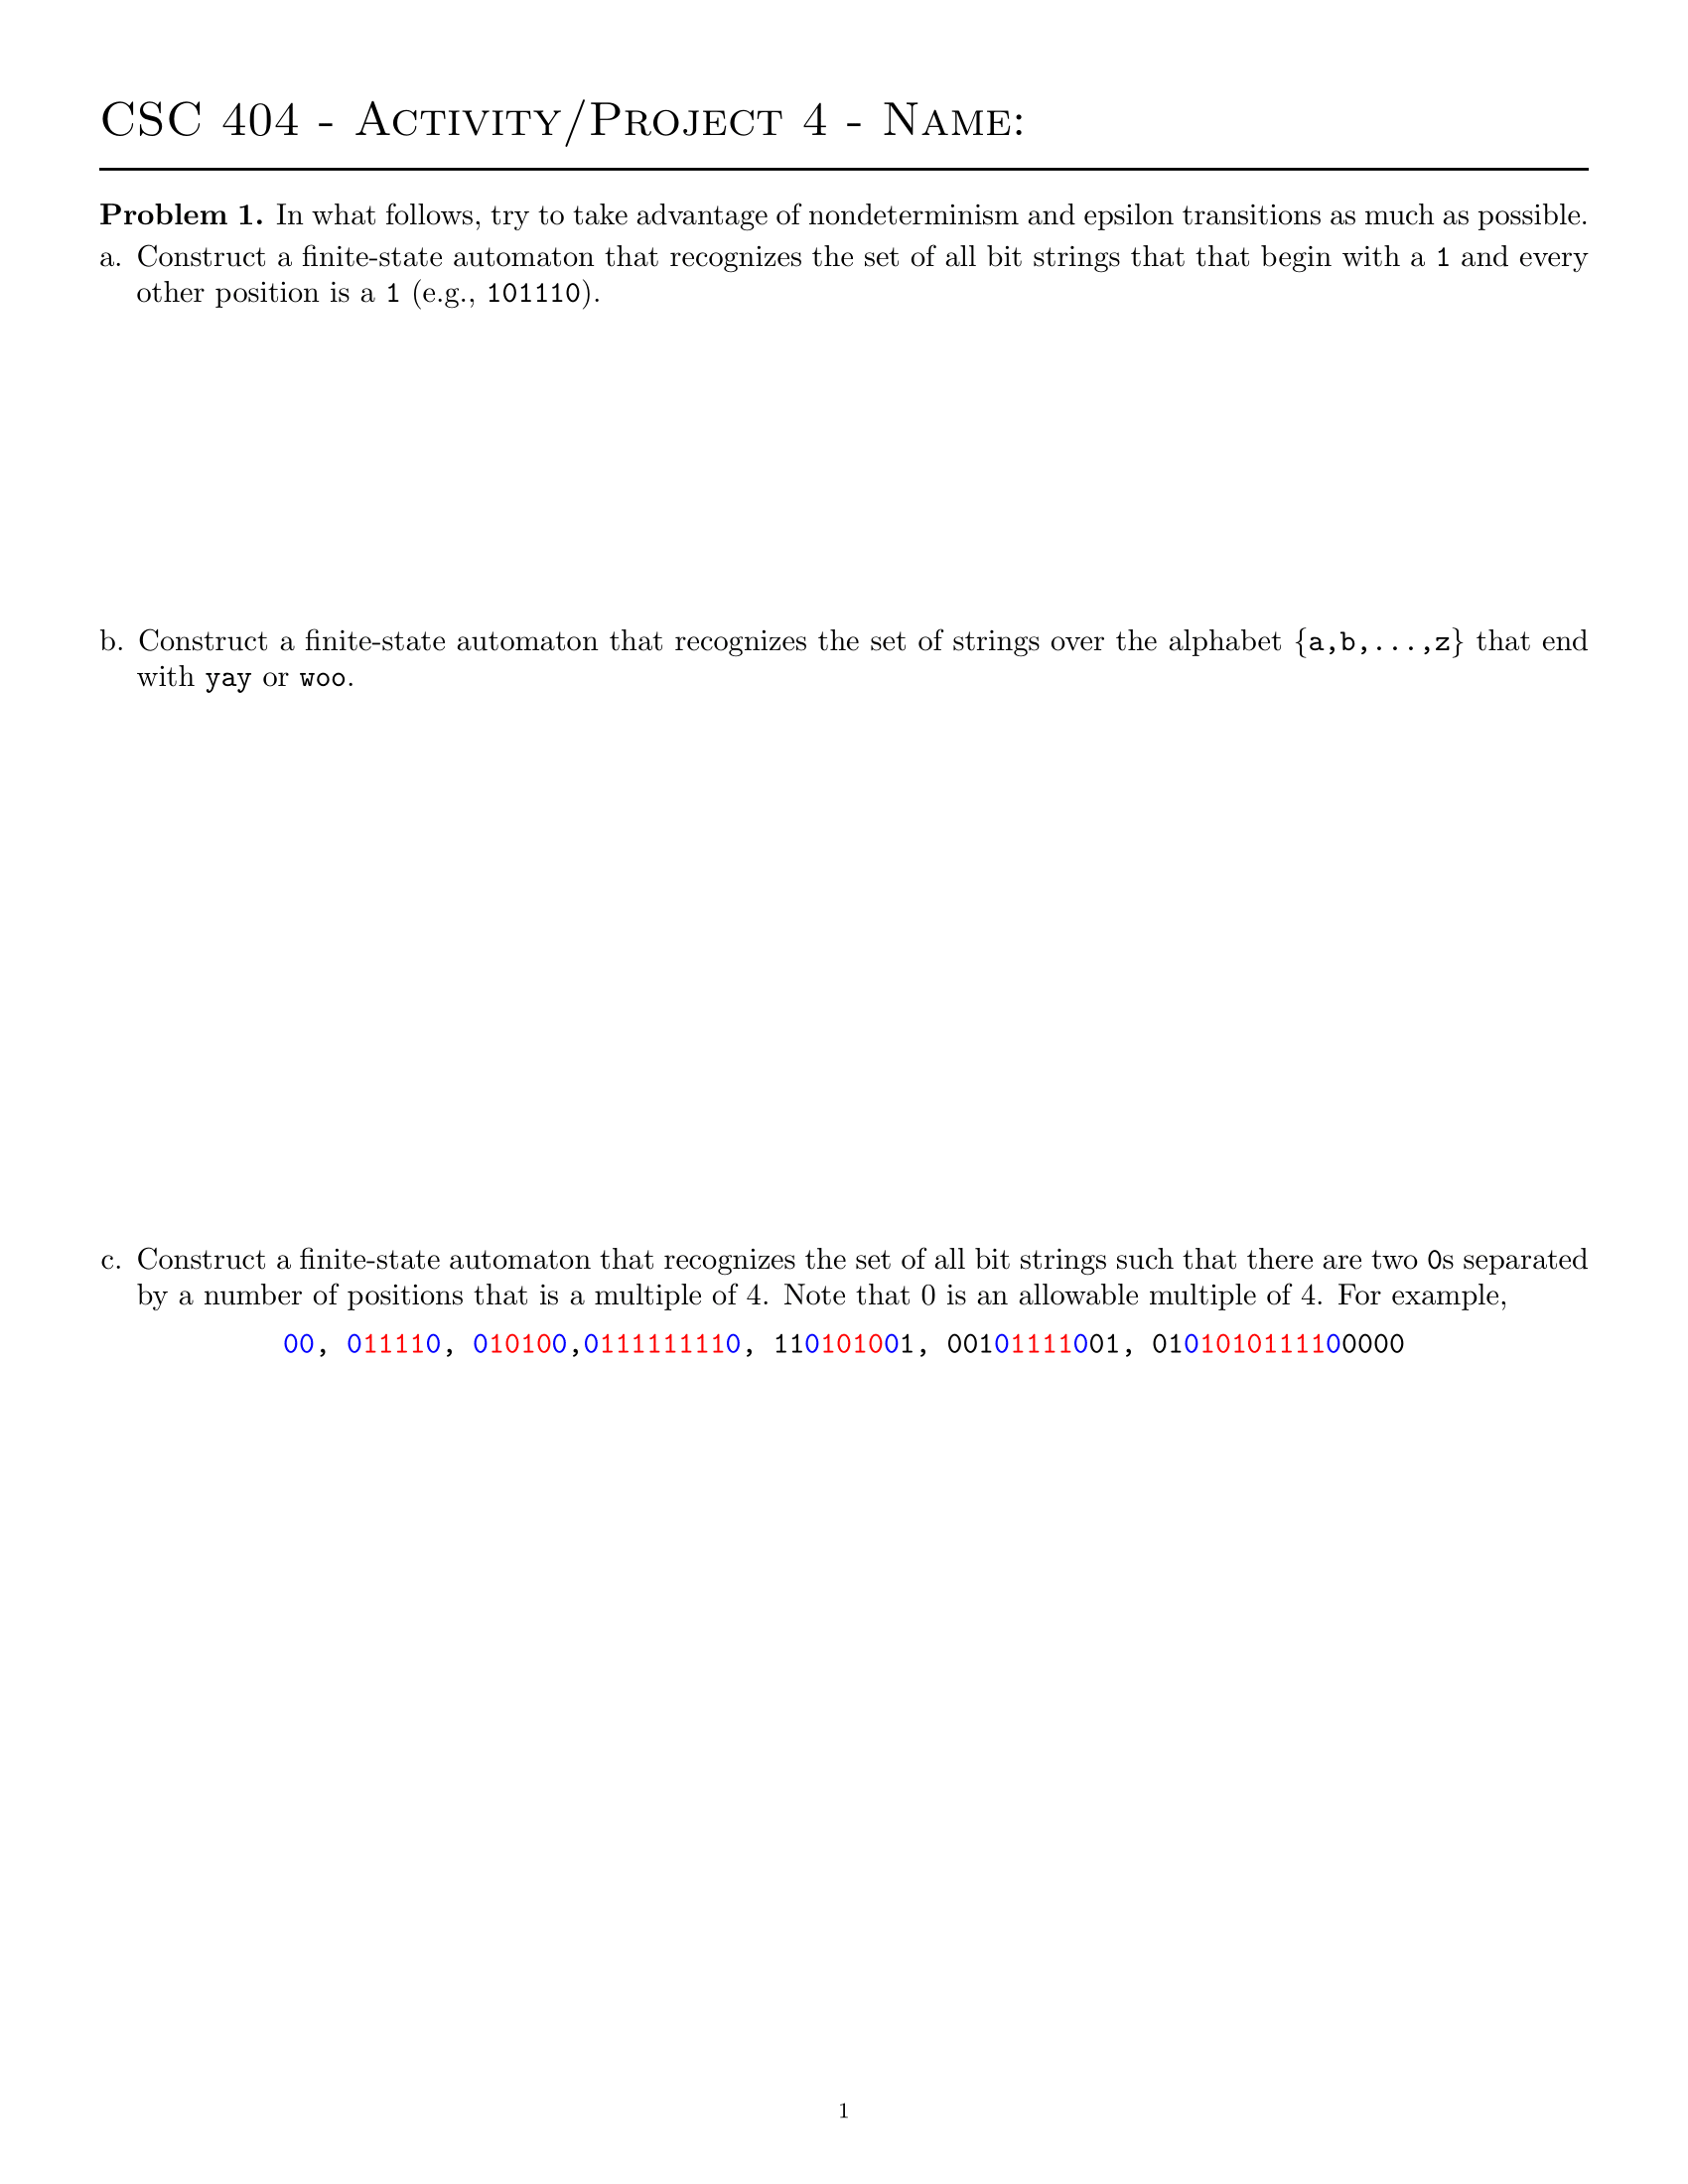 CSC 404 - Activity/Project 4 - Name:
Problem 1. In what follows, try to take advantage of nondeterminism and epsilon transitions as much as possible.
a. Construct a finite-state automaton that recognizes the set of all bit strings that that begin with a 1 and every
other position is a 1 (e.g., 101110).
b. Construct a finite-state automaton that recognizes the set of strings over the alphabet {a,b,...,z} that end
with yay or woo.
c. Construct a finite-state automaton that recognizes the set of all bit strings such that there are two 0s separated
by a number of positions that is a multiple of 4. Note that 0 is an allowable multiple of 4. For example,
00, 011110, 010100,0111111110, 110101001, 00101111001, 0101010111100000
1